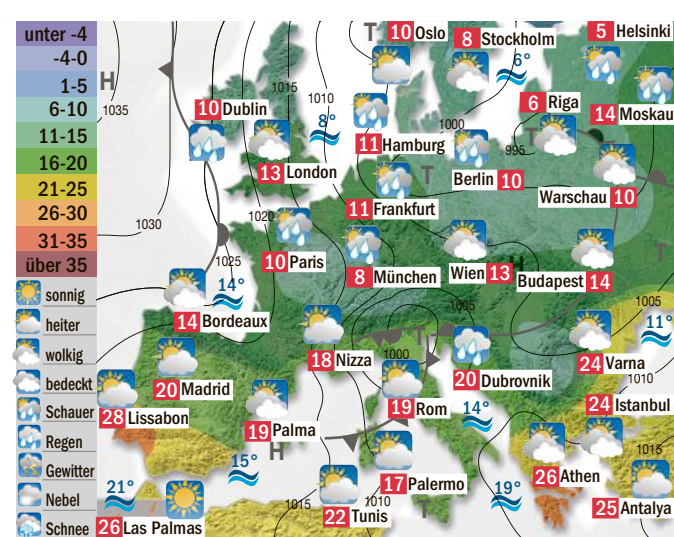 unter -4
-4-0
1-5
6-10
11-15
16-20
21-25
26-30
31-35
über 35
sonnig
heiter
wolkig
bedeckt
Schauer
Regen
Gewitter
Nebel
Schnee
T
10 Oslo
8 Stockholm
5 Helsinki
6°
H
1035
1015
1010
10 Dublin
8°
1000
6 Riga
14 Moskau
11 Hamburg
995
T
13 London
T
Berlin 10
Warschau 10
11 Frankfurt
1030
1020
10 Paris
8 München
Wien 13
H
Budapest 14
T
1025
14°
14 Bordeaux
1005
1005
11°
18 Nizza
T
1000
24 Varna
20 Madrid
20 Dubrovnik
1010
28 Lissabon
19 Palma
19 Rom
14°
24 Istanbul
H
15°
1015
26 Athen
21°
17 Palermo
19°
25 Antalya
26 Las Palmas
1015
22 Tunis
1010
T